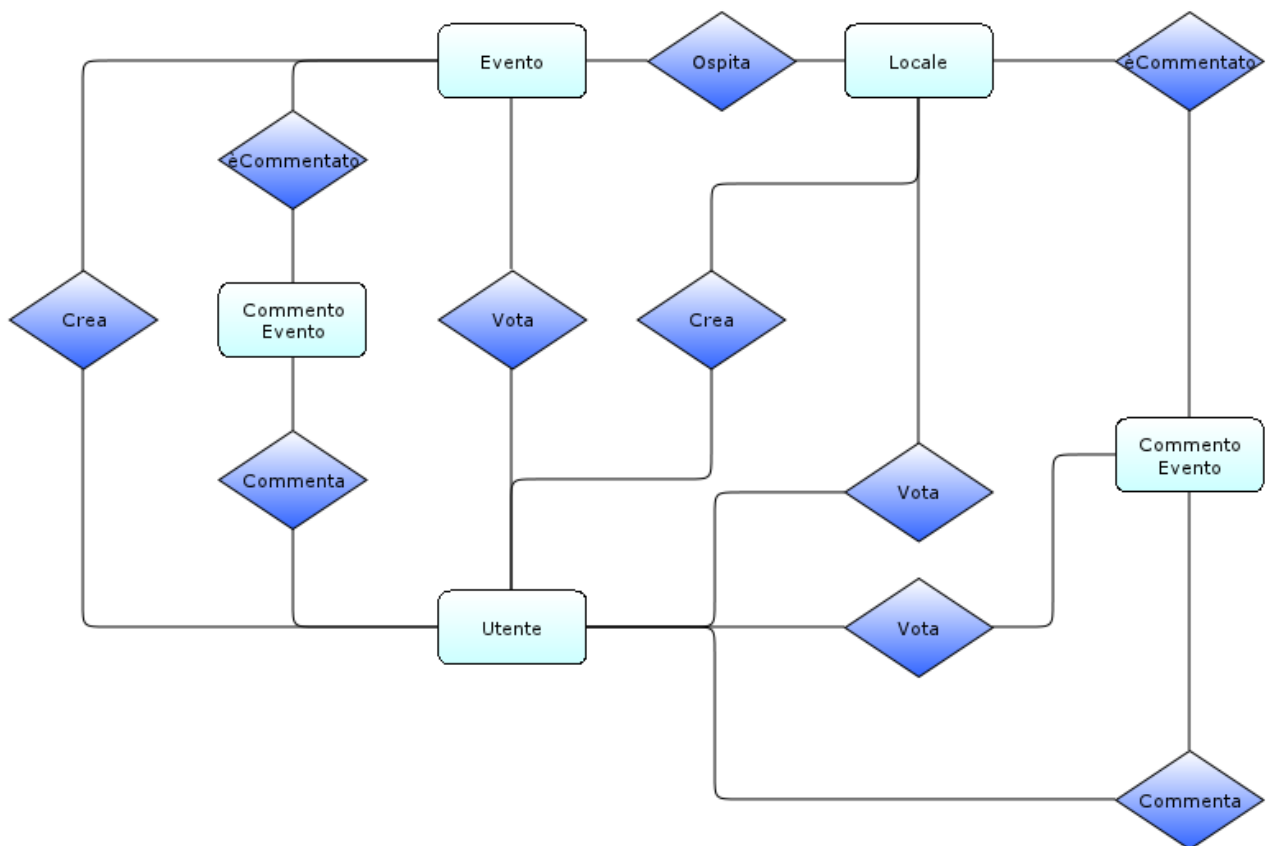 Evento
Ospita
Locale
èCommentato
èCommentato
Commento
Evento
Crea
Vota
Crea
Commento
Evento
Commenta
Vota
Utente
Vota
Commenta